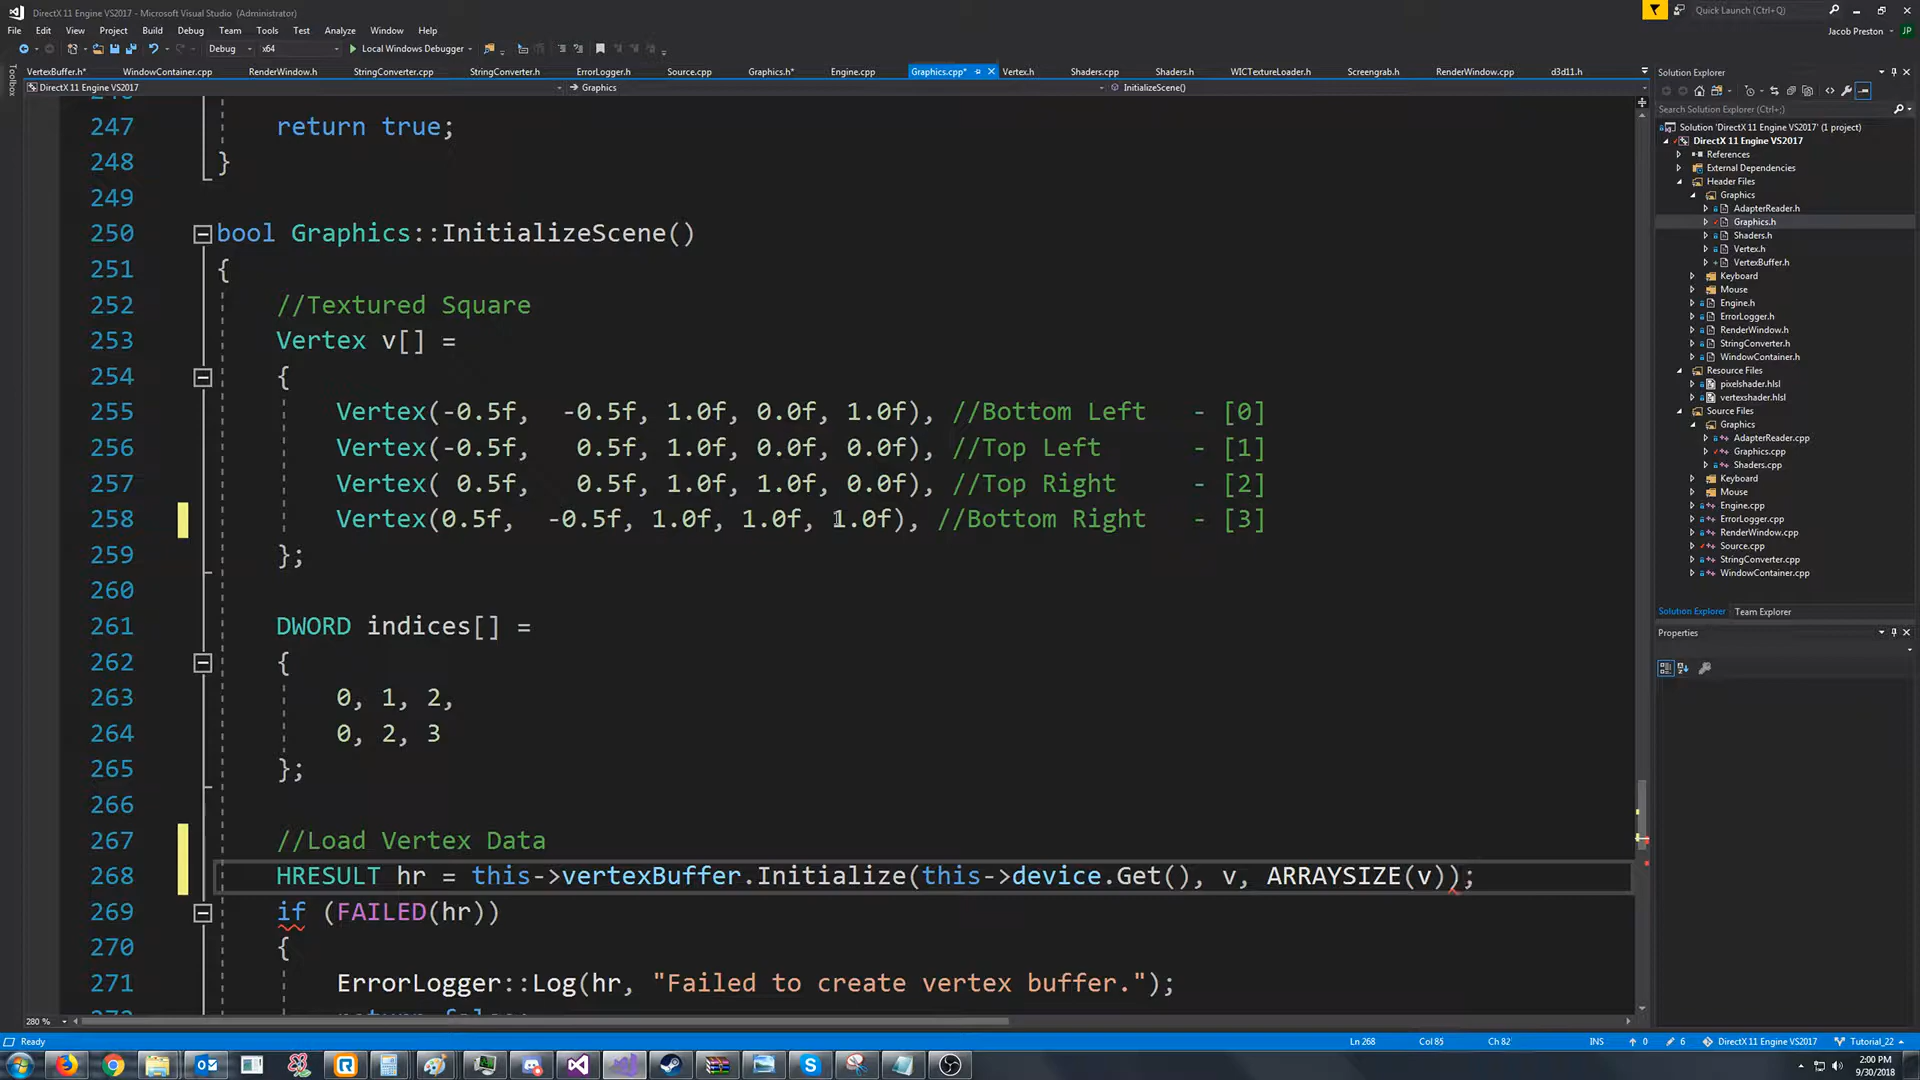 DirectX 11 Engine VS2017 - Microsoft Visual Studio (Administrator)
Quick Launch (Ctrl+Q)
File Edit View Project Build Debug Team Tools Test Analyze Window Help
Jacob Preston JP
Debug x64 Local Windows Debugger
Toolbox
VertexBuffer.h* WindowContainer.cpp RenderWindow.h StringConverter.cpp StringConverter.h ErrorLogger.h Source.cpp Graphics.h* Engine.cpp Graphics.cpp* Vertex.h Shaders.cpp Shaders.h WICTextureLoader.h Screengrab.h RenderWindow.cpp d3d11.h
DirectX 11 Engine VS2017 Graphics InitializeScene()
247 return true;
248 }
249
250 bool Graphics::InitializeScene()
251 {
252 //Textured Square
253 Vertex v[] =
254 {
255 Vertex(-0.5f, -0.5f, 1.0f, 0.0f, 1.0f), //Bottom Left - [0]
256 Vertex(-0.5f, 0.5f, 1.0f, 0.0f, 0.0f), //Top Left - [1]
257 Vertex( 0.5f, 0.5f, 1.0f, 1.0f, 0.0f), //Top Right - [2]
258 Vertex(0.5f, -0.5f, 1.0f, 1.0f, 1.0f), //Bottom Right - [3]
259 };
260
261 DWORD indices[] =
262 {
263 0, 1, 2,
264 0, 2, 3
265 };
266
267 //Load Vertex Data
268 HRESULT hr = this->vertexBuffer.Initialize(this->device.Get(), v, ARRAYSIZE(v));
269 if (FAILED(hr))
270 {
271 ErrorLogger::Log(hr, "Failed to create vertex buffer.");
280 %
Solution Explorer
Search Solution Explorer (Ctrl+;)
Solution 'DirectX 11 Engine VS2017' (1 project)
DirectX 11 Engine VS2017
References
External Dependencies
Header Files
Graphics
AdapterReader.h
Graphics.h
Shaders.h
Vertex.h
VertexBuffer.h
Keyboard
Mouse
Engine.h
ErrorLogger.h
RenderWindow.h
StringConverter.h
WindowContainer.h
Resource Files
pixelshader.hlsl
vertexshader.hlsl
Source Files
Graphics
AdapterReader.cpp
Graphics.cpp
Shaders.cpp
Keyboard
Mouse
Engine.cpp
ErrorLogger.cpp
RenderWindow.cpp
Source.cpp
StringConverter.cpp
WindowContainer.cpp
Solution Explorer Team Explorer
Properties
Ready Ln 268 Col 85 Ch 82 INS 0 6 DirectX 11 Engine VS2017 Tutorial_22
2:00 PM
9/30/2018